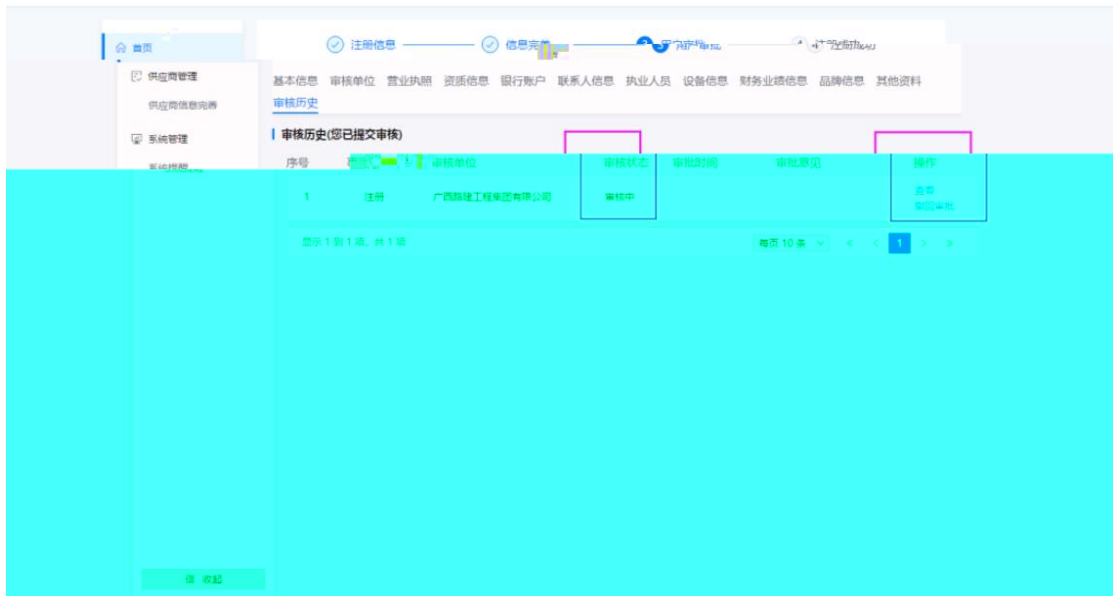 首页
注册信息
信息完善
供应商管理
供应商信息完善
系统管理
系统提醒
基本信息 审核单位 营业执照 资质信息 银行账户 联系人信息 执业人员 设备信息 财务业绩信息 品牌信息 其他资料
审核历史
审核历史(您已提交审核)
序号 审核单位 审核状态 审批时间 审批意见 操作
1 注册 广西路建工程集团有限公司 审核中 查看
撤回审批
显示 1 到 1 项, 共 1 项 每页 10 条 « < 1 > »
收起